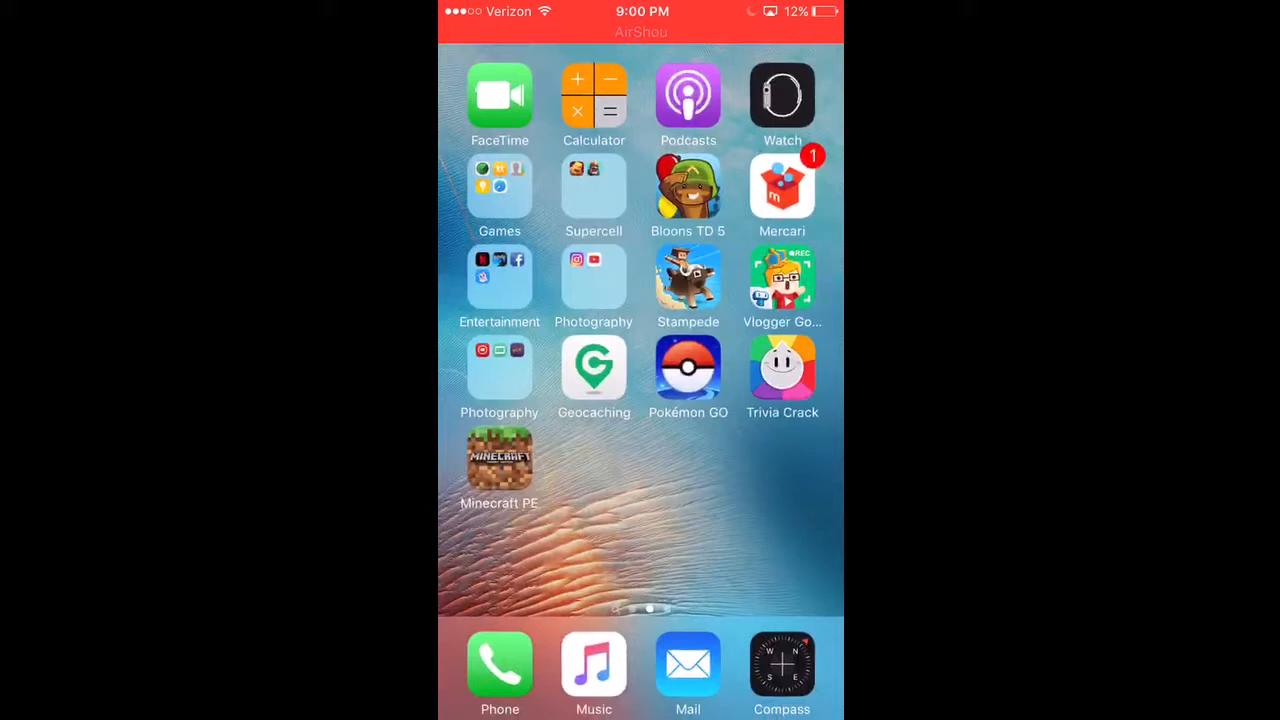 Verizon 9:00 PM 12%
AirShou
FaceTime Calculator Podcasts Watch
1
m
Games Supercell Bloons TD 5 Mercari
REC
Entertainment Photography Stampede Vlogger Go...
Photography Geocaching Pokémon GO Trivia Crack
MINECRAFT
Minecraft PE
W N
S E
Phone Music Mail Compass